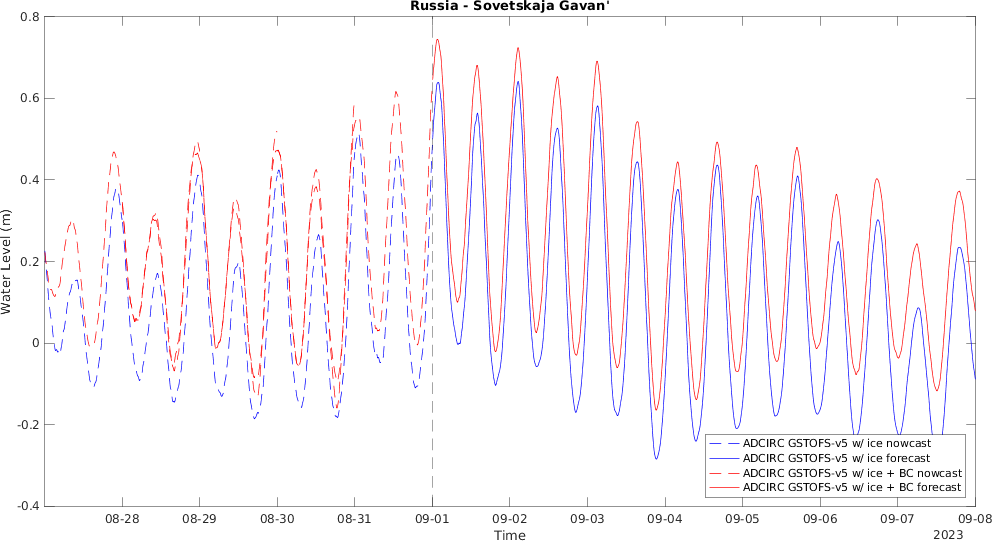 Russia - Sovetskaja Gavan'
0.8
0.6
0.4
0.2
0
-0.2
-0.4
Water Level (m)
ADCIRC GSTOFS-v5 w/ ice nowcast
ADCIRC GSTOFS-v5 w/ ice forecast
ADCIRC GSTOFS-v5 w/ ice + BC nowcast
ADCIRC GSTOFS-v5 w/ ice + BC forecast
08-28 08-29 08-30 08-31 09-01 09-02 09-03 09-04 09-05 09-06 09-07 09-08
Time
2023